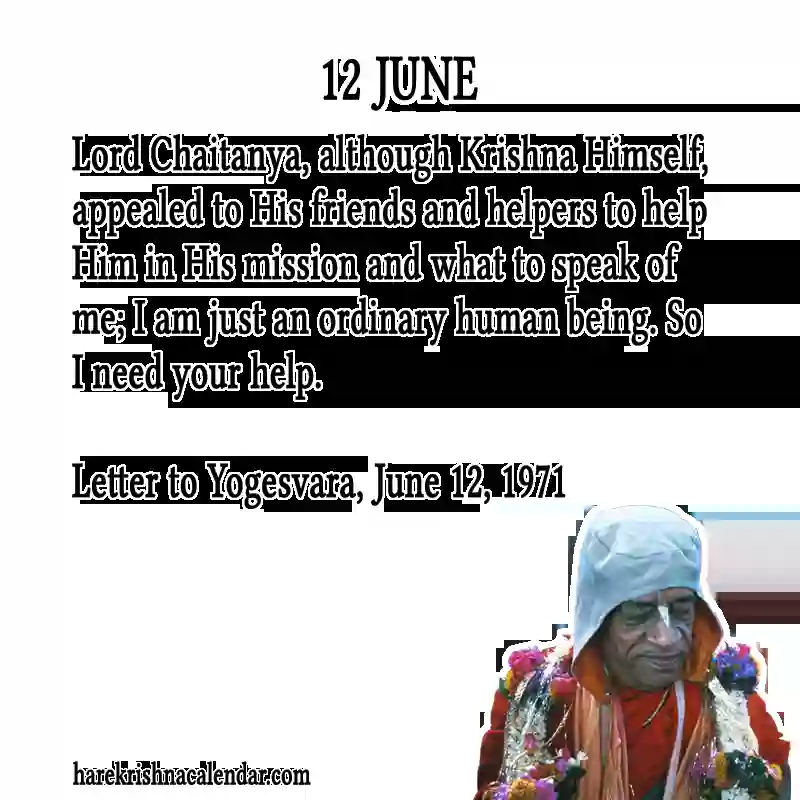 12 JUNE
Lord Chaitanya, although Krishna Himself,
appealed to His friends and helpers to help
Him in His mission and what to speak of
me; I am just an ordinary human being. So
I need your help.
Letter to Yogesvara, June 12, 1971
harekrishnacalendar.com